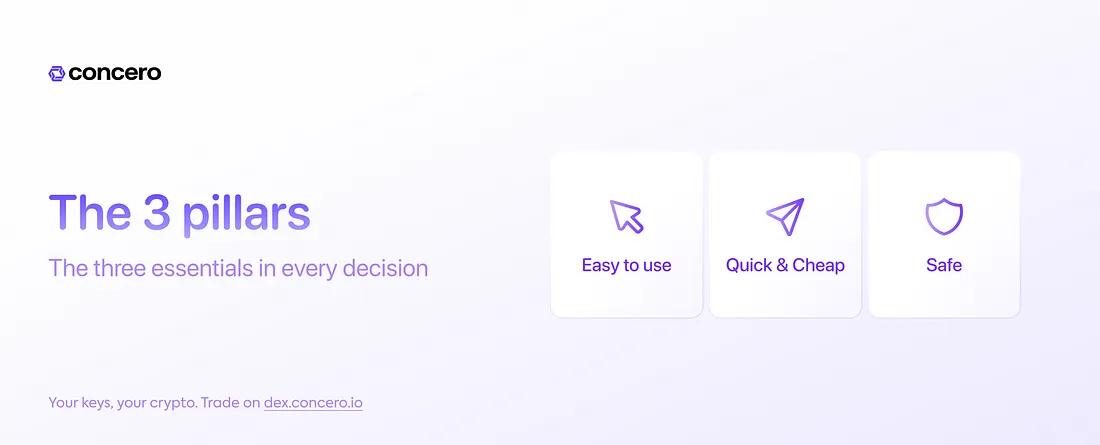 concero
The 3 pillars
The three essentials in every decision
Easy to use
Quick & Cheap
Safe
Your keys, your crypto. Trade on dex.concero.io